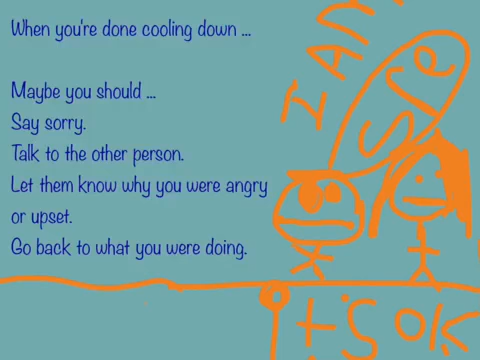 When you're done cooling down ...
Maybe you should ...
Say sorry.
Talk to the other person.
Let them know why you were angry
or upset.
Go back to what you were doing.
I AM
It'S OK